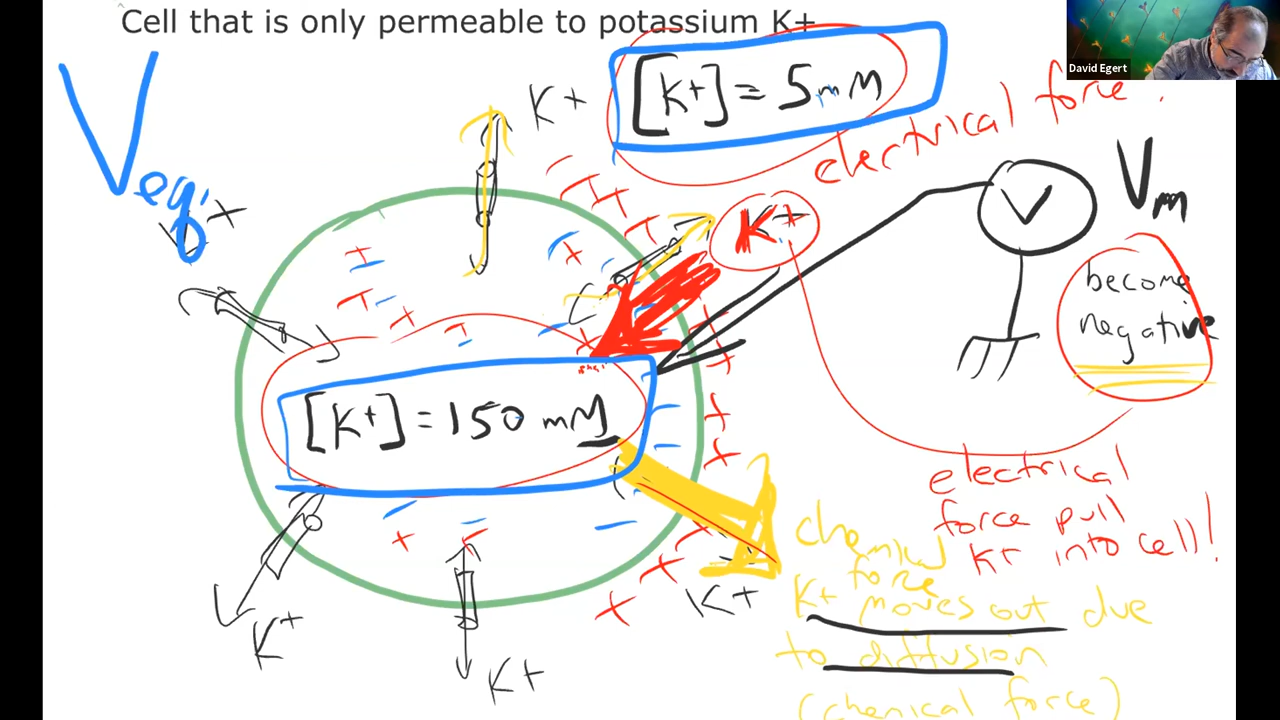 Cell that is only permeable to potassium K+
David Egert
Veq.
K+
[K+] = 5 mM
electrical force.
K+
V
Vm
become
negative
[K+] = 150 mM
electrical
force pull
K+ into cell!
chemical
force
K+ moves out due
to diffusion
(chemical force)
K+
K+
K+